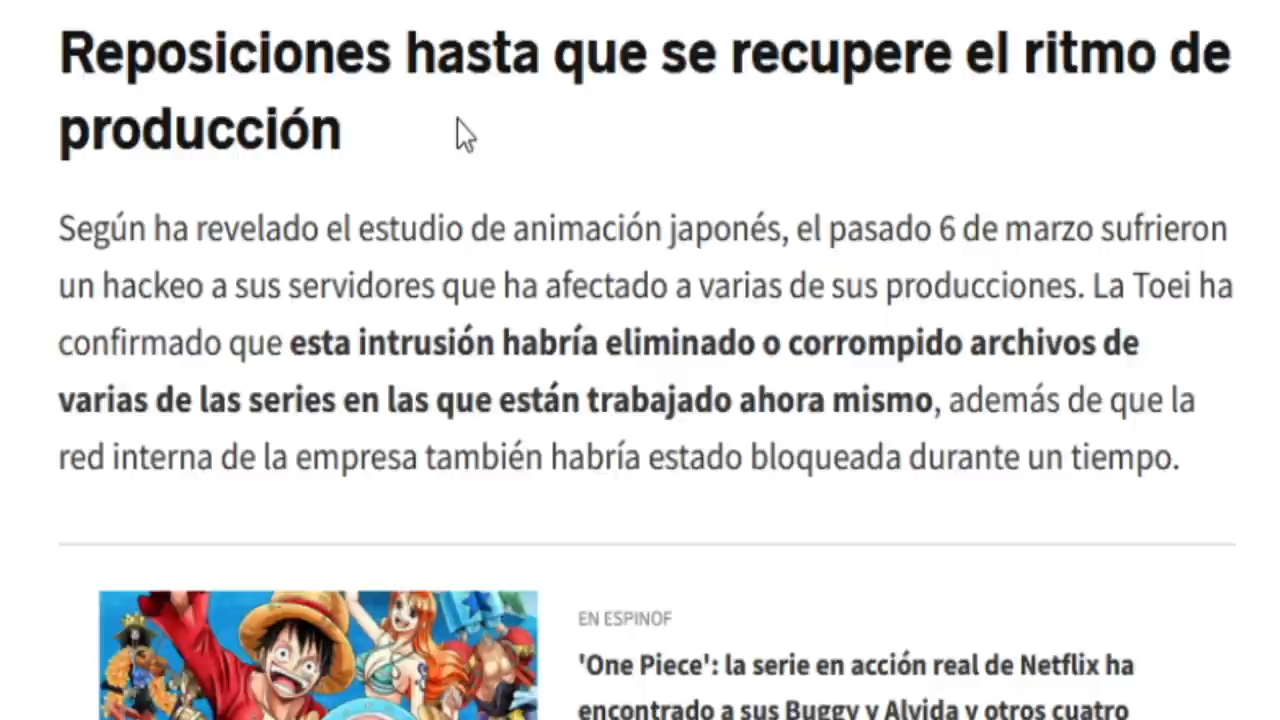 Reposiciones hasta que se recupere el ritmo de
producción
Según ha revelado el estudio de animación japonés, el pasado 6 de marzo sufrieron
un hackeo a sus servidores que ha afectado a varias de sus producciones. La Toei ha
confirmado que esta intrusión habría eliminado o corrompido archivos de
varias de las series en las que están trabajado ahora mismo, además de que la
red interna de la empresa también habría estado bloqueada durante un tiempo.
EN ESPINOF
'One Piece': la serie en acción real de Netflix ha
encontrado a sus Buggy y Alvida y otros cuatro